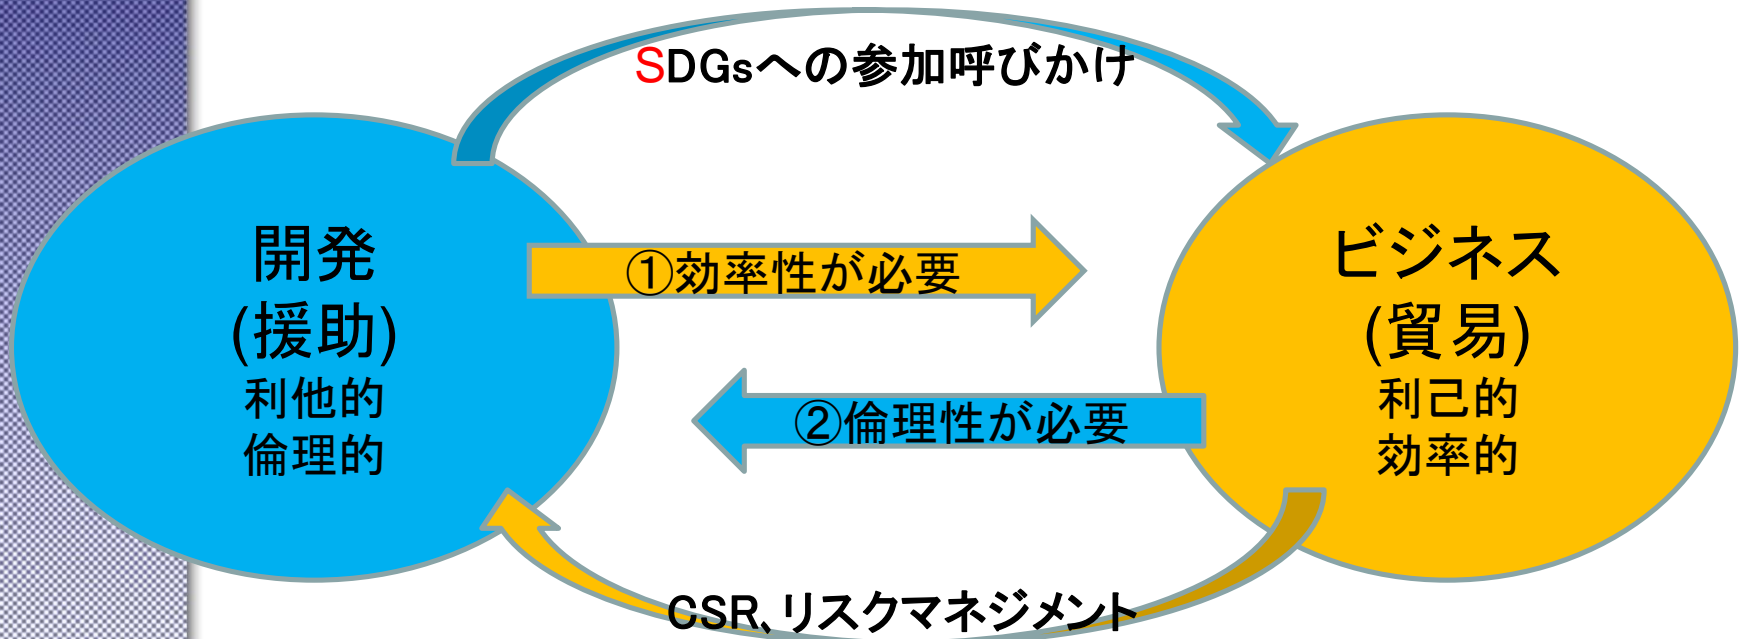 SDGsへの参加呼びかけ
開発
(援助)
利他的
倫理的
①効率性が必要
②倫理性が必要
ビジネス
(貿易)
利己的
効率的
CSR、リスクマネジメント